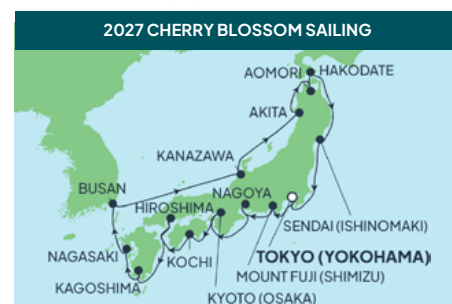 2027 CHERRY BLOSSOM SAILING
AOMORI
HAKODATE
AKITA
KANAZAWA
BUSAN
NAGOYA
HIROSHIMA
SENDAI (ISHINOMAKI)
NAGASAKI
KOCHI
TOKYO (YOKOHAMA)
MOUNT FUJI (SHIMIZU)
KAGOSHIMA
KYOTO (OSAKA)